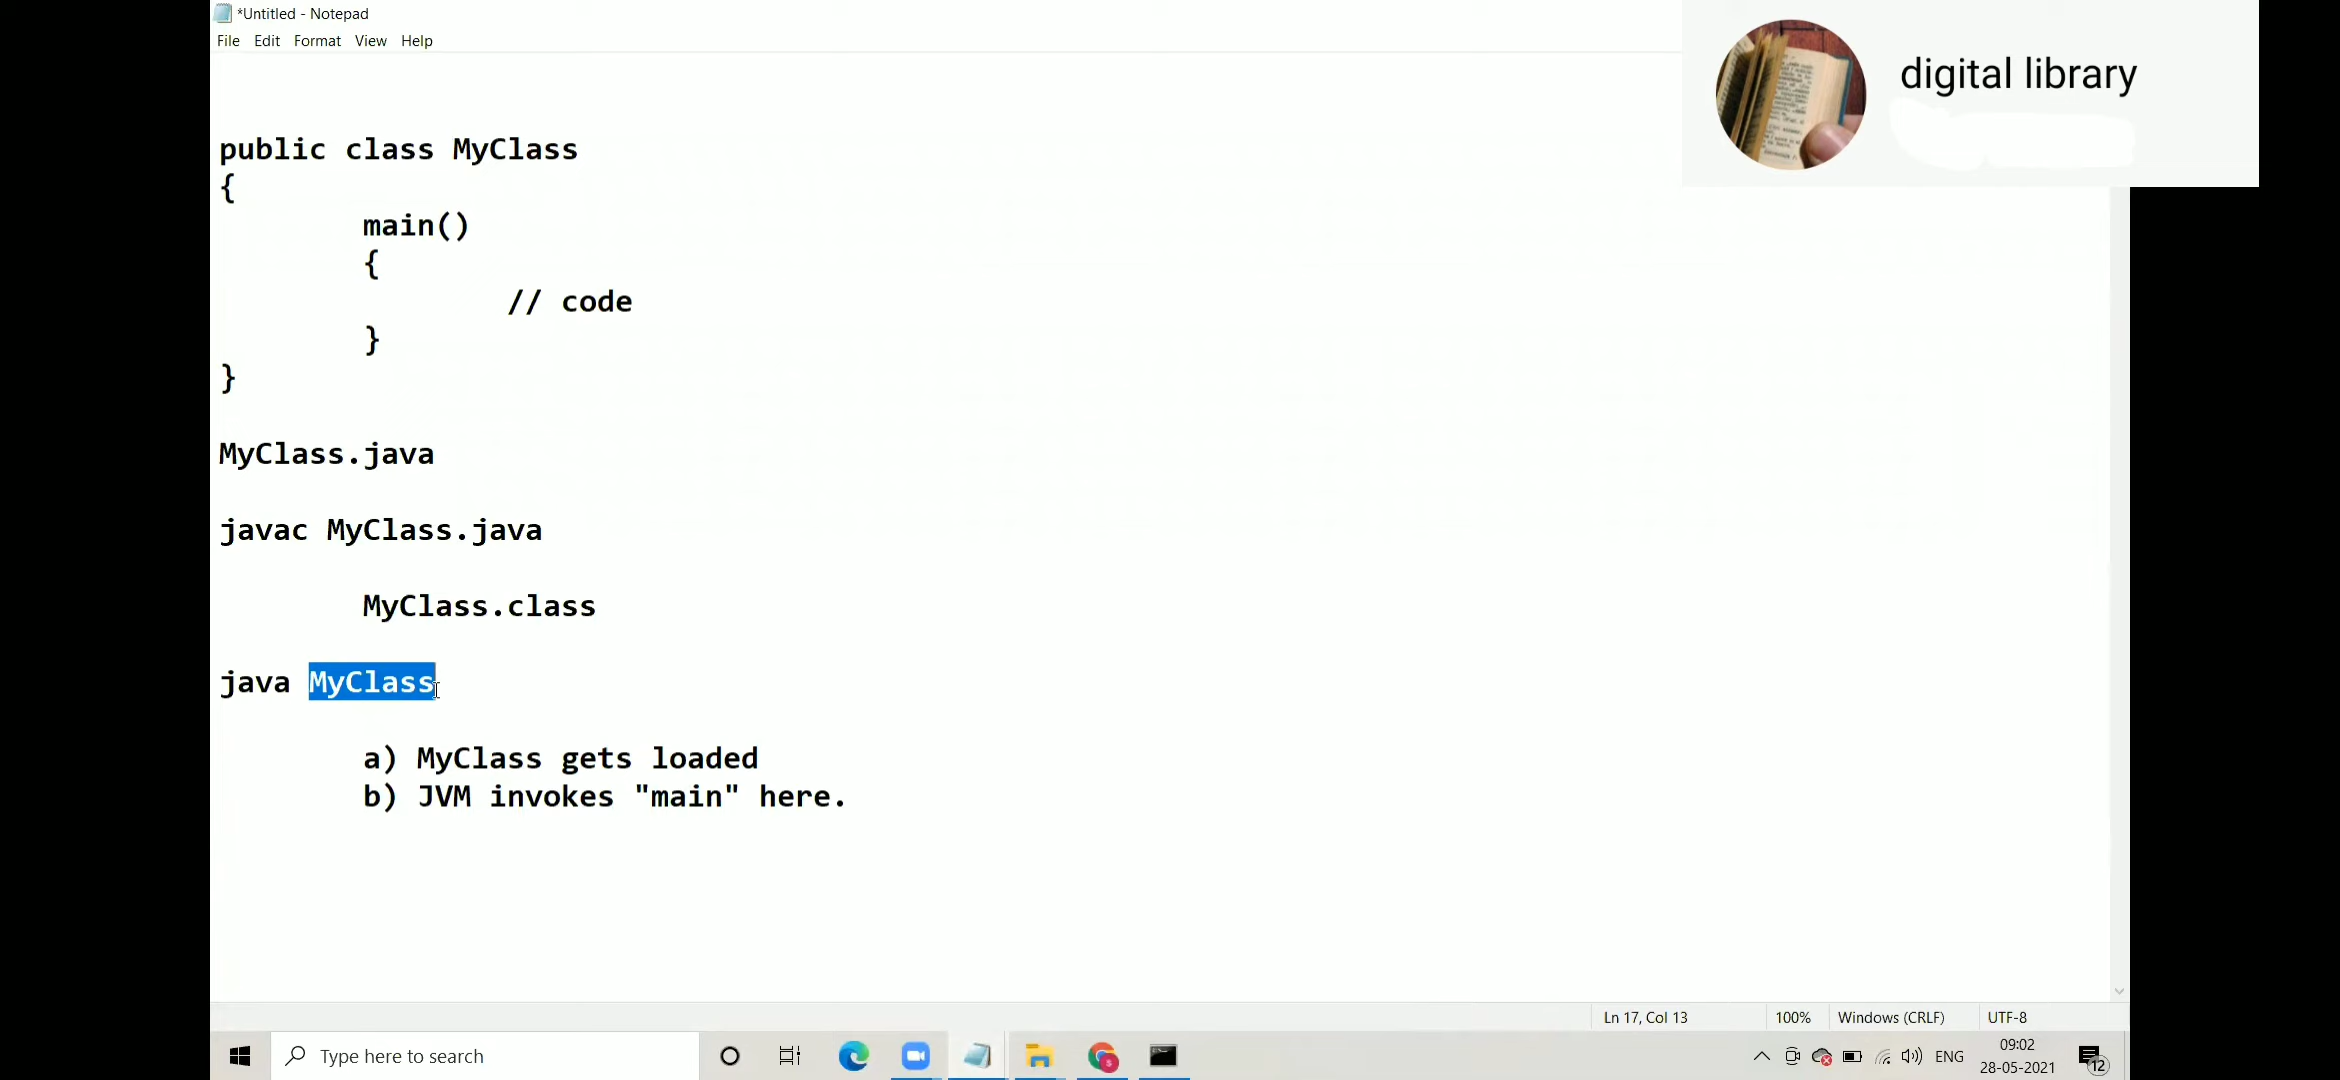 *Untitled - Notepad
File Edit Format View Help
digital library
public class MyClass
{
main()
{
// code
}
}
MyClass.java
javac MyClass.java
MyClass.class
java MyClass
a) MyClass gets loaded
b) JVM invokes "main" here.
Ln 17, Col 13 100% Windows (CRLF) UTF-8
Type here to search
ENG
09:02
28-05-2021
12